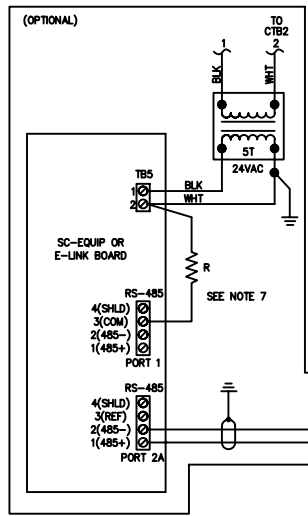 (OPTIONAL)
TO
CTB2
1 2
BLK WHT
5T
24VAC
TB5
1 BLK
2 WHT
SC-EQUIP OR
E-LINK BOARD
R
SEE NOTE 7
RS-485
4(SHLD)
3(COM)
2(485-)
1(485+)
PORT 1
RS-485
4(SHLD)
3(REF)
2(485-)
1(485+)
PORT 2A